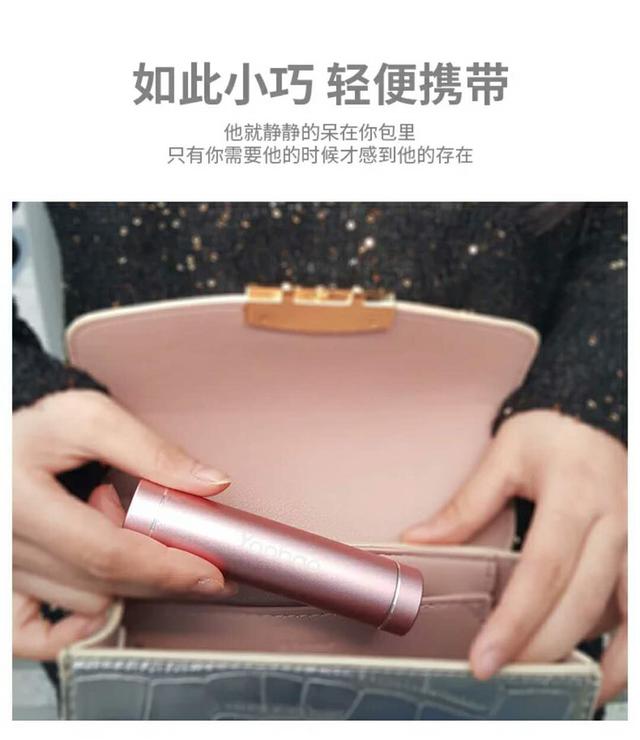 如此小巧 轻便携带
他就静静的呆在你包里
只有你需要他的时候才感到他的存在
Yoobao